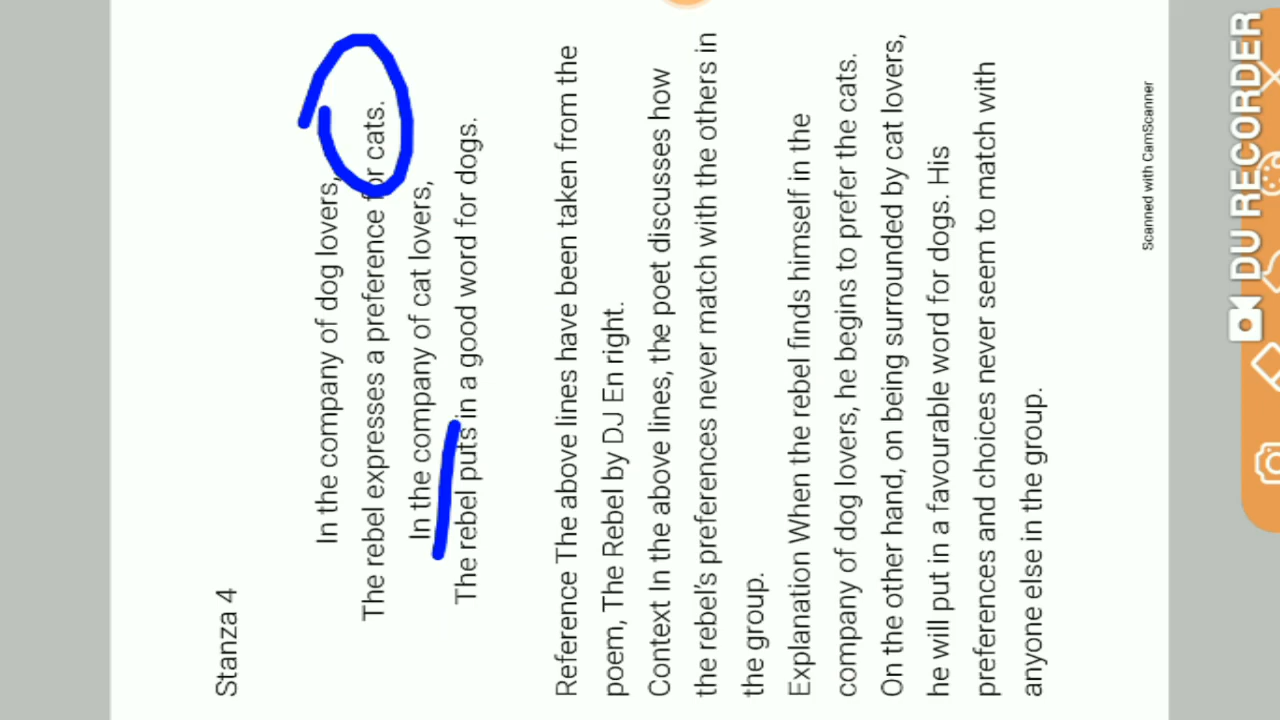 Stanza 4
In the company of dog lovers,
The rebel expresses a preference for cats.
In the company of cat lovers,
The rebel puts in a good word for dogs.
Reference The above lines have been taken from the
poem, The Rebel by DJ En right.
Context In the above lines, the poet discusses how
the rebel's preferences never match with the others in
the group.
Explanation When the rebel finds himself in the
company of dog lovers, he begins to prefer the cats.
On the other hand, on being surrounded by cat lovers,
he will put in a favourable word for dogs. His
preferences and choices never seem to match with
anyone else in the group.
Scanned with CamScanner
DU RECORDER